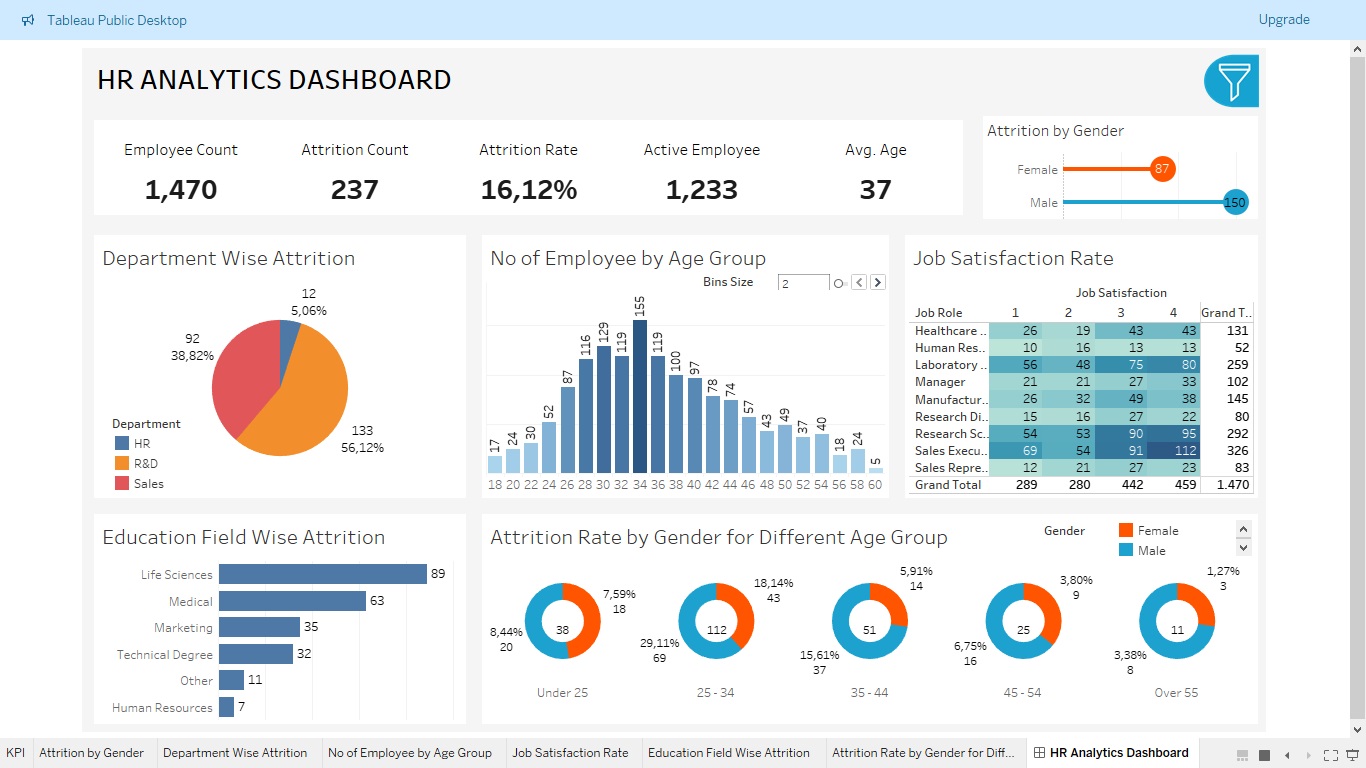 Tableau Public Desktop
Upgrade
HR ANALYTICS DASHBOARD
Employee Count Attrition Count Attrition Rate Active Employee Avg. Age
1,470 237 16,12% 1,233 37
Attrition by Gender
Female 87
Male 150
Department Wise Attrition
12
5,06%
92
38,82%
133
56,12%
Department
HR
R&D
Sales
No of Employee by Age Group
Bins Size 2
17 24 30 52 87 116 129 119 155 119 100 97 78 74 57 43 49 37 40 18 24 5
18 20 22 24 26 28 30 32 34 36 38 40 42 44 46 48 50 52 54 56 58 60
Job Satisfaction Rate
Job Satisfaction
Job Role 1 2 3 4 Grand T..
Healthcare .. 26 19 43 43 131
Human Res.. 10 16 13 13 52
Laboratory .. 56 48 75 80 259
Manager 21 21 27 33 102
Manufactur.. 26 32 49 38 145
Research Di.. 15 16 27 22 80
Research Sc.. 54 53 90 95 292
Sales Execu.. 69 54 91 112 326
Sales Repre.. 12 21 27 23 83
Grand Total 289 280 442 459 1.470
Education Field Wise Attrition
Life Sciences 89
Medical 63
Marketing 35
Technical Degree 32
Other 11
Human Resources 7
Attrition Rate by Gender for Different Age Group
Gender
Female
Male
7,59%
18
38
8,44%
20
Under 25
18,14%
43
112
29,11%
69
25 - 34
5,91%
14
51
15,61%
37
35 - 44
3,80%
9
25
6,75%
16
45 - 54
1,27%
3
11
3,38%
8
Over 55
KPI Attrition by Gender Department Wise Attrition No of Employee by Age Group Job Satisfaction Rate Education Field Wise Attrition Attrition Rate by Gender for Diff... HR Analytics Dashboard